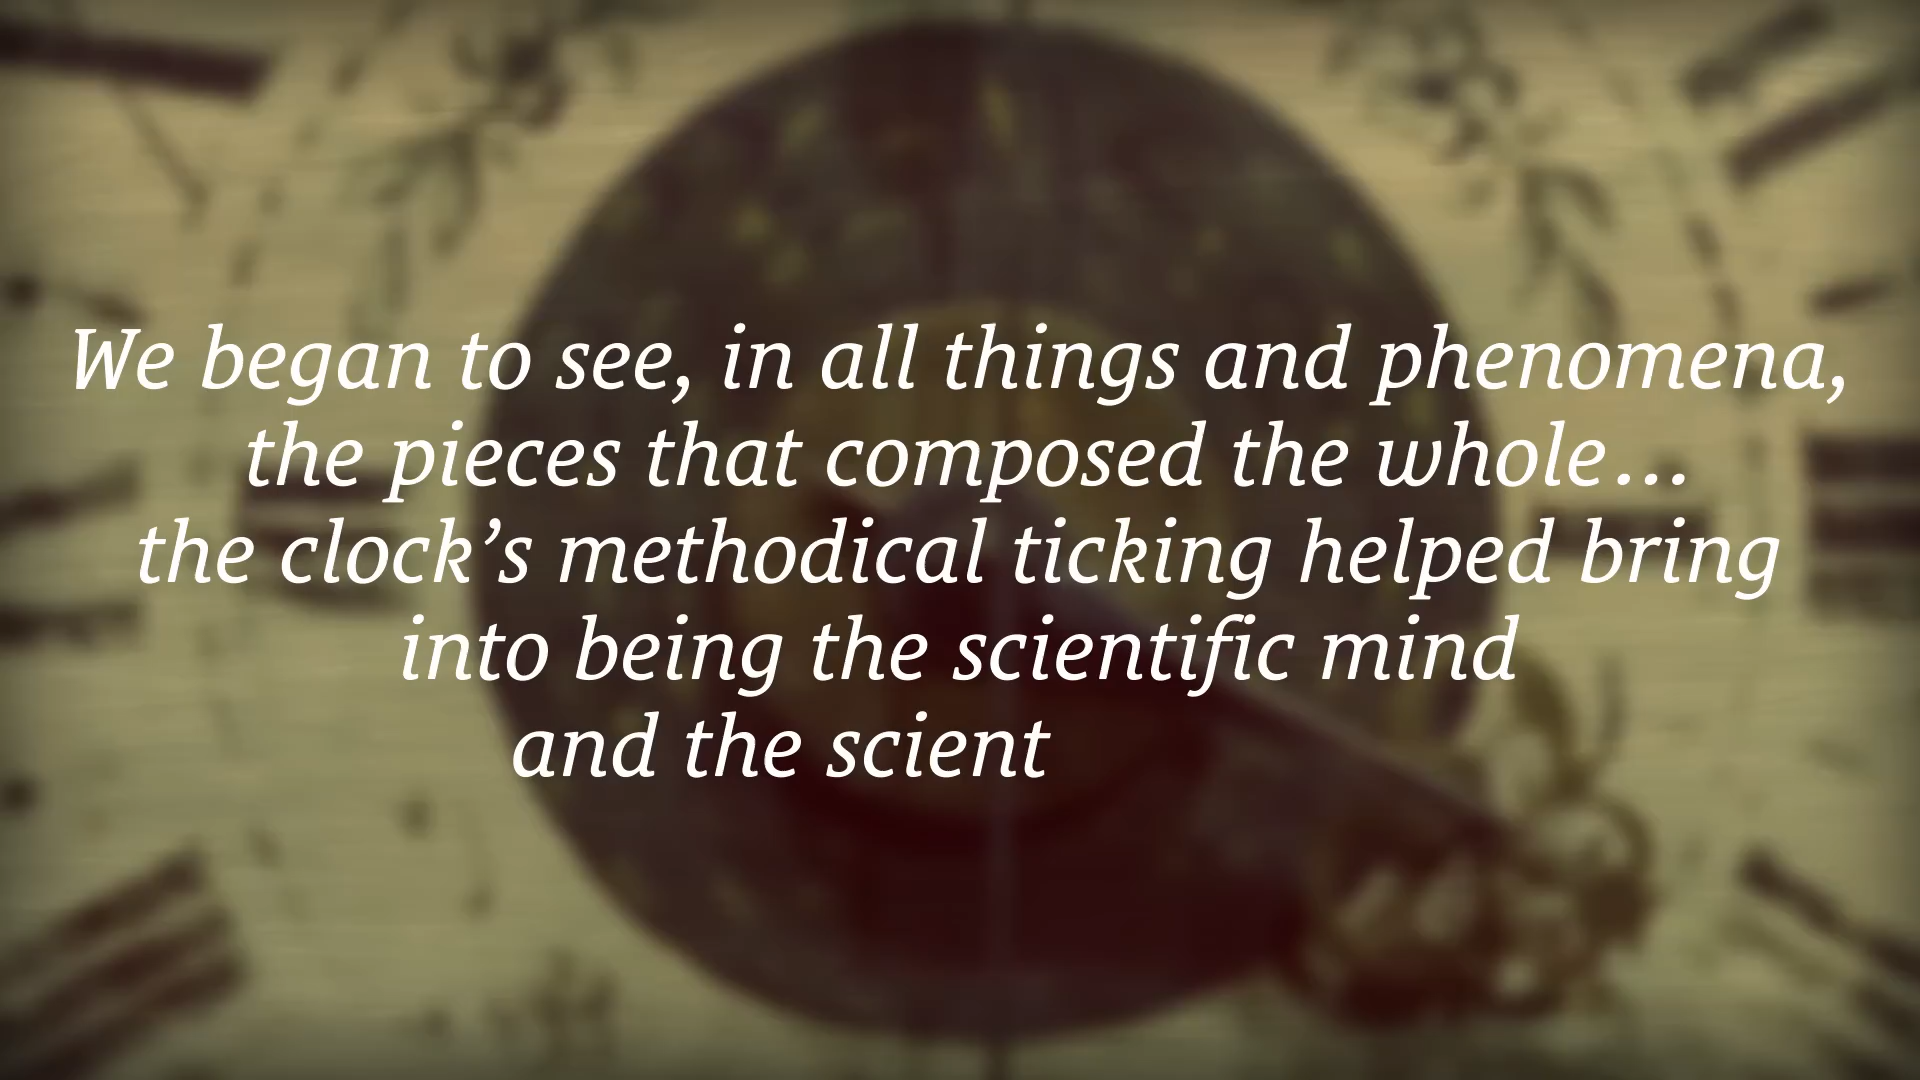 We began to see, in all things and phenomena,
the pieces that composed the whole...
the clock’s methodical ticking helped bring
into being the scientific mind
and the scient